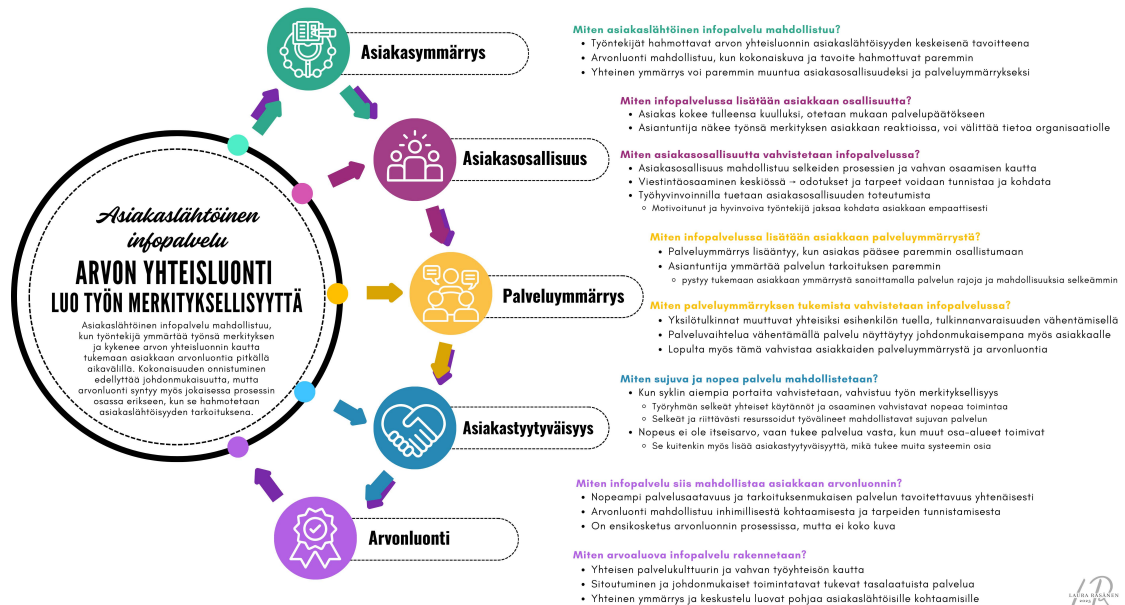 Asiakaslähtöinen
infopalvelu
ARVON YHTEISLUONTI
LUO TYÖN MERKITYKSELLISYYTTÄ
Asiakaslähtöinen infopalvelu mahdollistuu,
kun työntekijä ymmärtää työnsä merkityksen
ja kykenee arvon yhteisluonnin kautta
tukemaan asiakkaan arvonluontia pitkällä
aikavälillä. Kokonaisuuden onnistuminen
edellyttää johdonmukaisuutta, mutta
arvonluonti syntyy myös jokaisessa prosessin
osassa erikseen, kun se hahmotetaan
asiakaslähtöisyyden tarkoituksena.
Asiakasymmärrys
Asiakasosallisuus
Palveluymmärrys
Asiakastyytyväisyys
Arvonluonti
Miten asiakaslähtöinen infopalvelu mahdollistuu?
• Työntekijät hahmottavat arvon yhteisluonnin asiakaslähtöisyyden keskeisenä tavoitteena
• Arvonluonti mahdollistuu, kun kokonaiskuva ja tavoite hahmottuvat paremmin
• Yhteinen ymmärrys voi paremmin muuntua asiakasosallisuudeksi ja palveluymmärrykseksi
Miten infopalvelussa lisätään asiakkaan osallisuutta?
• Asiakas kokee tulleensa kuulluksi, otetaan mukaan palvelupäätökseen
• Asiantuntija näkee työnsä merkityksen asiakkaan reaktioissa, voi välittää tietoa organisaatiolle
Miten asiakasosallisuutta vahvistetaan infopalvelussa?
• Asiakasosallisuus mahdollistuu selkeiden prosessien ja vahvan osaamisen kautta
• Viestintäosaaminen keskiössä → odotukset ja tarpeet voidaan tunnistaa ja kohdata
• Työhyvinvoinnilla tuetaan asiakasosallisuuden toteutumista
◦ Motivoitunut ja hyvinvoiva työntekijä jaksaa kohdata asiakkaan empaattisesti
Miten infopalvelussa lisätään asiakkaan palveluymmärrystä?
• Palveluymmärrys lisääntyy, kun asiakas pääsee paremmin osallistumaan
• Asiantuntija ymmärtää palvelun tarkoituksen paremmin
◦ pystyy tukemaan asiakkaan ymmärrystä sanoittamalla palvelun rajoja ja mahdollisuuksia selkeämmin
Miten palveluymmärryksen tukemista vahvistetaan infopalvelussa?
• Yksilötulkinnat muuttuvat yhteisiksi esihenkilön tuella, tulkinnanvaraisuuden vähentämisellä
• Palveluvaihtelua vähentämällä palvelu näyttäytyy johdonmukaisempana myös asiakkaalle
• Lopulta myös tämä vahvistaa asiakkaiden palveluymmärrystä ja arvonluontia
Miten sujuva ja nopea palvelu mahdollistetaan?
• Kun syklin aiempia portaita vahvistetaan, vahvistuu työn merkityksellisyys
◦ Työryhmän selkeät yhteiset käytännöt ja osaaminen vahvistavat nopeaa toimintaa
◦ Selkeät ja riittävästi resurssoidut työvälineet mahdollistavat sujuvan palvelun
• Nopeus ei ole itseisarvo, vaan tukee palvelua vasta, kun muut osa-alueet toimivat
◦ Se kuitenkin myös lisää asiakastyytyväisyyttä, mikä tukee muita systeemin osia
Miten infopalvelu siis mahdollistaa asiakkaan arvonluonnin?
• Nopeampi palvelusaatavuus ja tarkoituksenmukaisen palvelun tavoitettavuus yhtenäisesti
• Arvonluonti mahdollistuu inhimillisestä kohtaamisesta ja tarpeiden tunnistamisesta
• On ensikosketus arvonluonnin prosessissa, mutta ei koko kuva
Miten arvoaluova infopalvelu rakennetaan?
• Yhteisen palvelukulttuurin ja vahvan työyhteisön kautta
• Sitoutuminen ja johdonmukaiset toimintatavat tukevat tasalaatuista palvelua
• Yhteinen ymmärrys ja keskustelu luovat pohjaa asiakaslähtöisille kohtaamisille
LR
LAURA RÄSÄNEN
2023